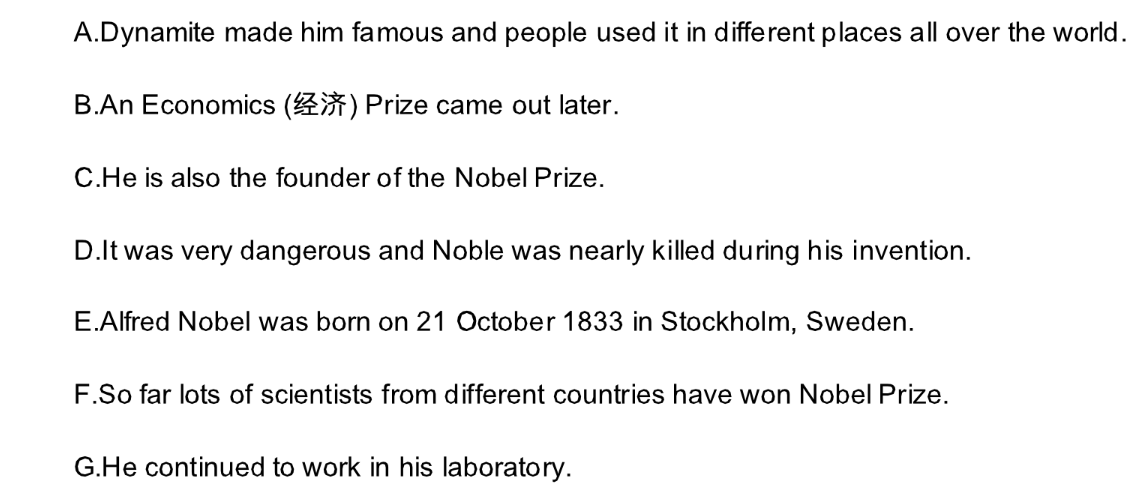 A.Dynamite made him famous and people used it in different places all over the world.
B.An Economics (经济) Prize came out later.
C.He is also the founder of the Nobel Prize.
D.It was very dangerous and Noble was nearly killed during his invention.
E.Alfred Nobel was born on 21 October 1833 in Stockholm, Sweden.
F.So far lots of scientists from different countries have won Nobel Prize.
G.He continued to work in his laboratory.